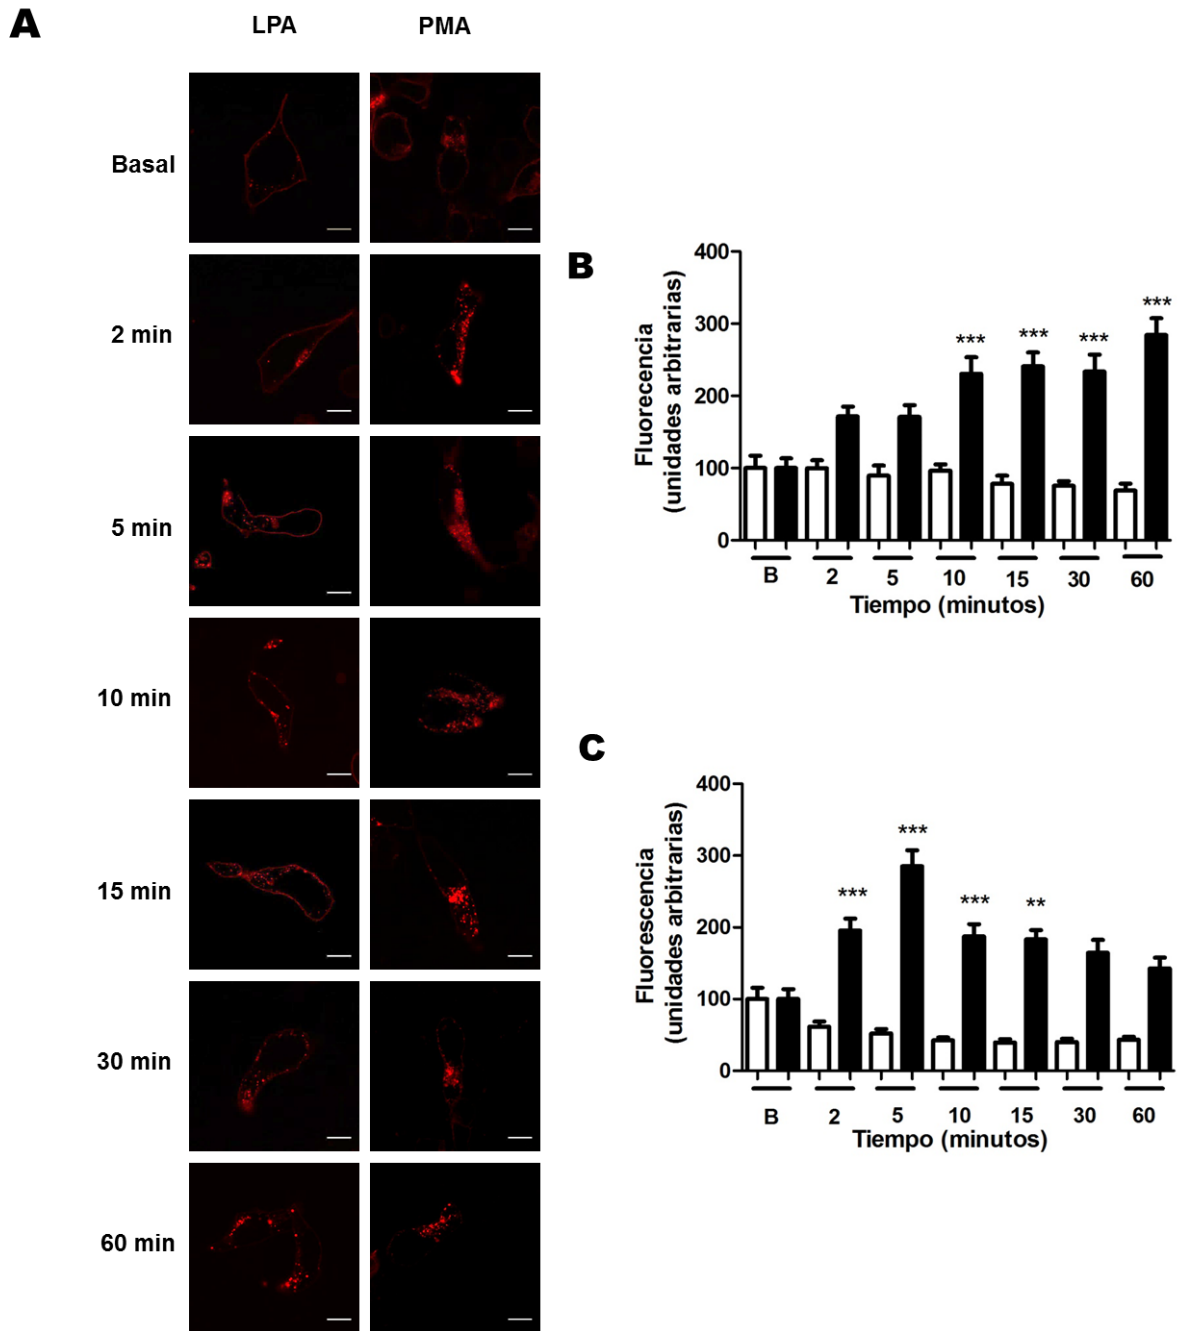 A
LPA PMA
Basal
2 min
5 min
10 min
15 min
30 min
60 min
B
Fluorecencia
(unidades arbitrarias)
400
300
200
100
0
*** *** *** ***
B 2 5 10 15 30 60
Tiempo (minutos)
C
Fluorescencia
(unidades arbitrarias)
400
300
200
100
0
*** *** *** **
B 2 5 10 15 30 60
Tiempo (minutos)